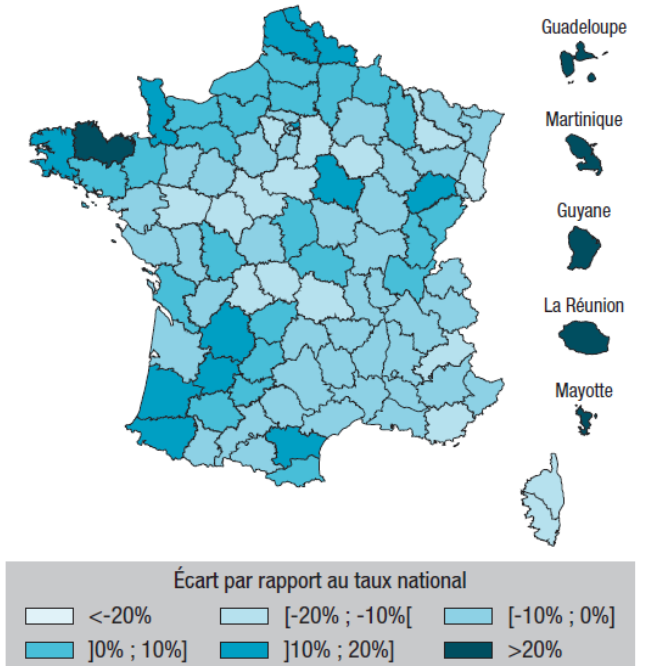 Guadeloupe
Martinique
Guyane
La Réunion
Mayotte
Écart par rapport au taux national
<-20% [-20% ; -10%[ [-10% ; 0%]
]0% ; 10%] ]10% ; 20%] >20%